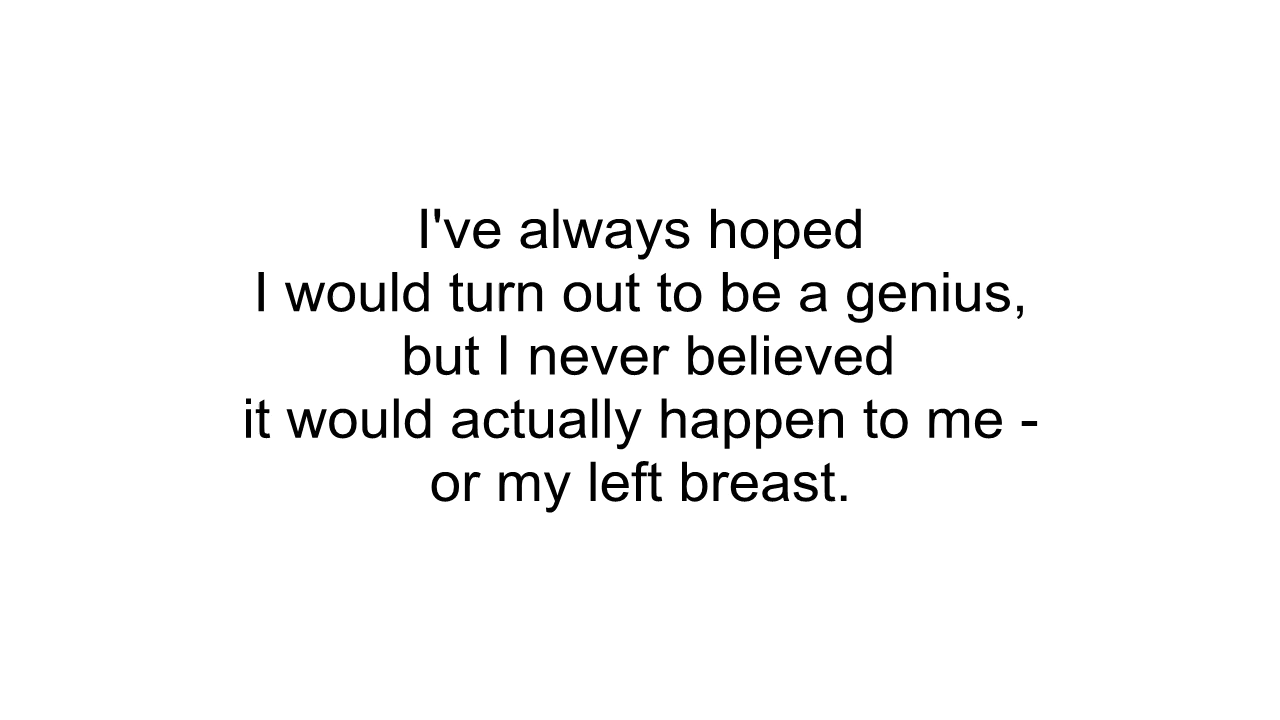 I've always hoped
I would turn out to be a genius,
but I never believed
it would actually happen to me -
or my left breast.